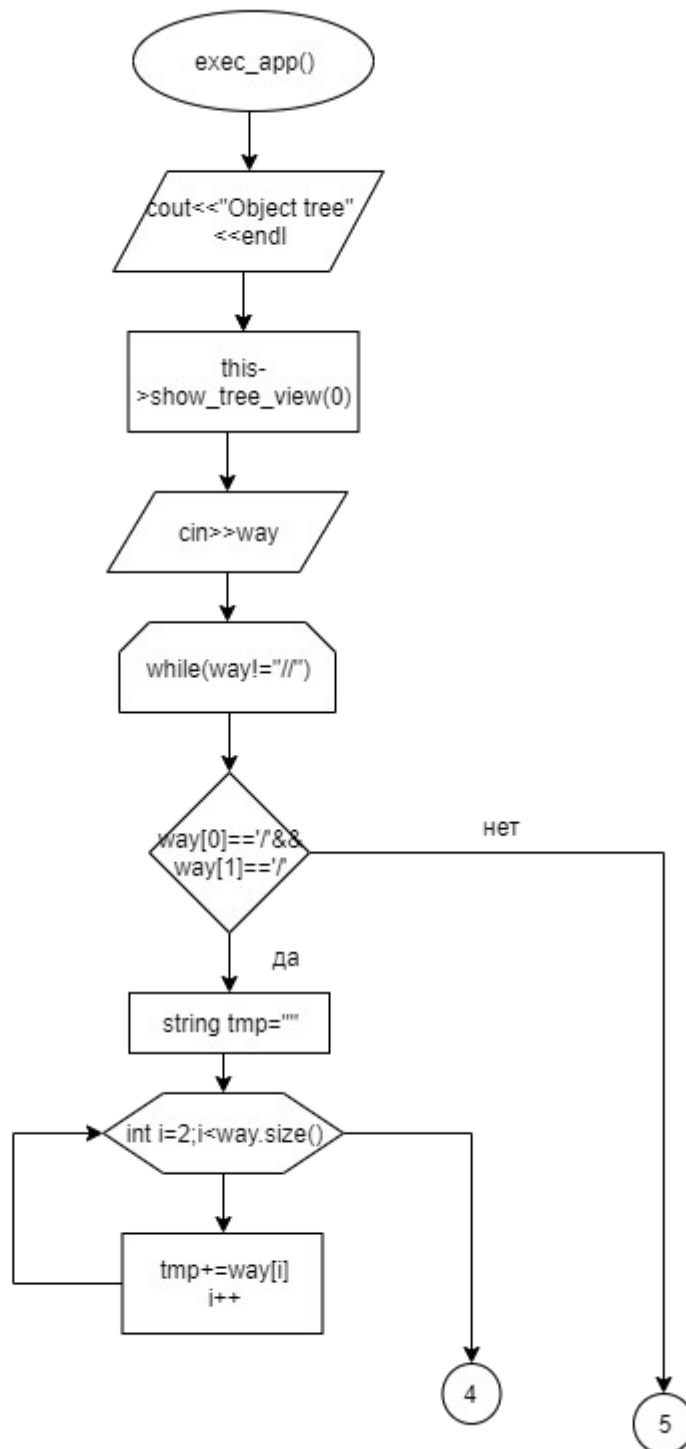 exec_app()
cout<<"Object tree"
<<endl
this-
>show_tree_view(0)
cin>>way
while(way!="//")
way[0]=='/'&&
way[1]=='/'
нет
да
string tmp=""
int i=2;i<way.size()
tmp+=way[i]
i++
4
5